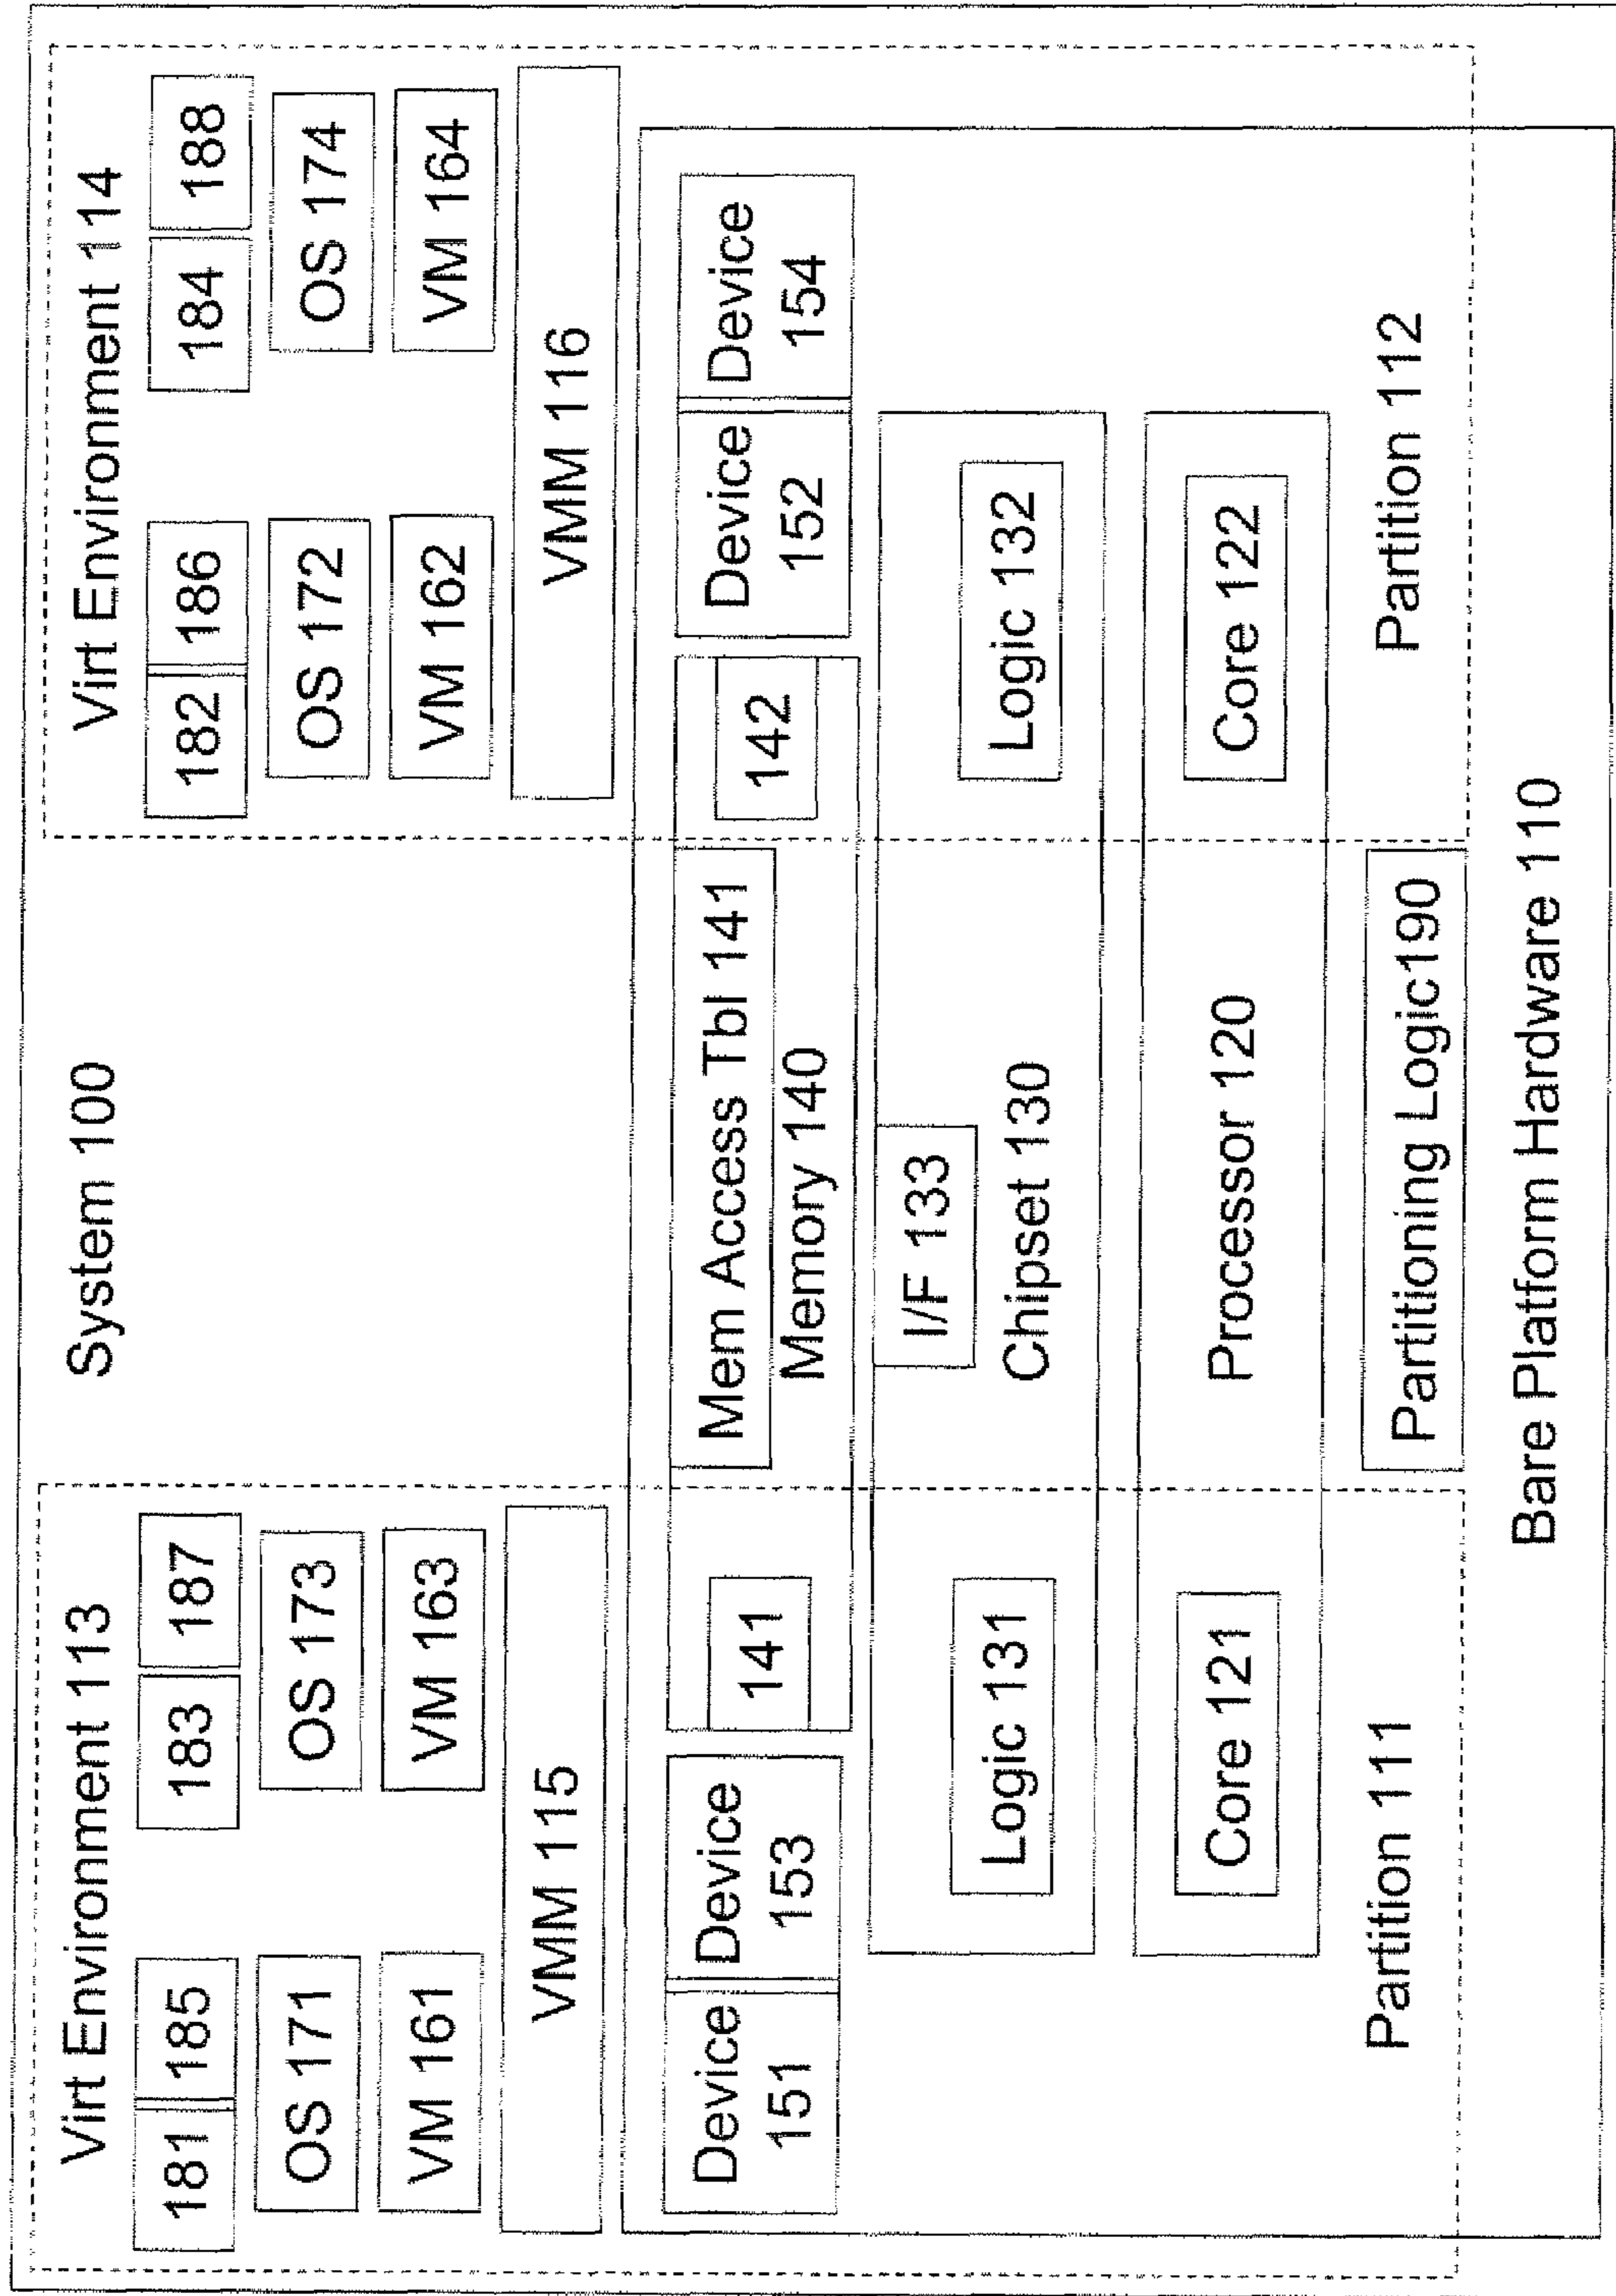 Virt Environment 113
System 100
Virt Environment 114
181 185
183 187
182 186
184 188
OS 171
OS 173
OS 172
OS 174
VM 161
VM 163
VM 162
VM 164
VMM 115
VMM 116
Device
151
Device
153
141
Mem Access Tbl 141
Memory 140
142
Device
152
Device
154
I/F 133
Logic 131
Chipset 130
Logic 132
Core 121
Processor 120
Core 122
Partition 111
Partitioning Logic190
Partition 112
Bare Platform Hardware 110